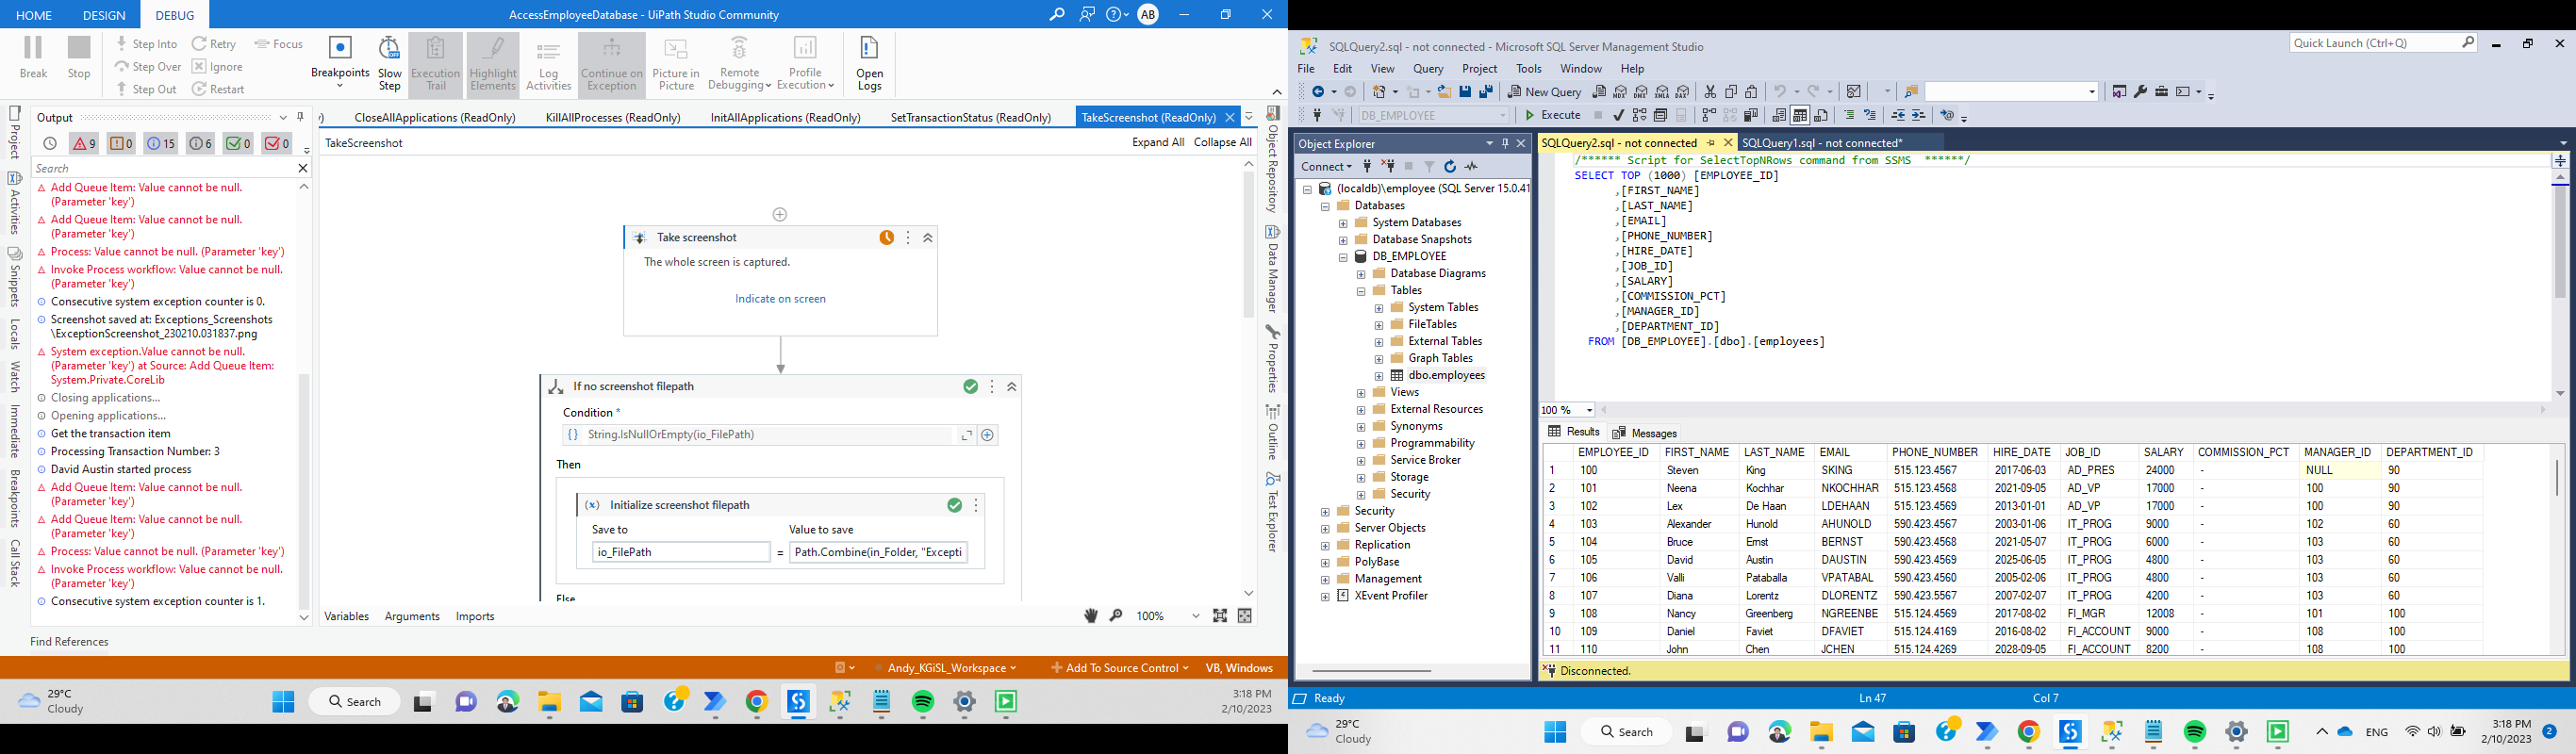 HOME DESIGN DEBUG AccessEmployeeDatabase - UiPath Studio Community AB
Break Stop Step Into Step Over Step Out Retry Ignore Restart Focus Breakpoints Slow Step Execution Trail Highlight Elements Log Activities Continue on Exception Picture in Picture Remote Debugging Profile Execution Open Logs
Output
CloseAllApplications (ReadOnly) KillAllProcesses (ReadOnly) InitAllApplications (ReadOnly) SetTransactionStatus (ReadOnly) TakeScreenshot (ReadOnly)
9 0 15 6 0 0
TakeScreenshot Expand All Collapse All
Search
Add Queue Item: Value cannot be null.
(Parameter 'key')
Add Queue Item: Value cannot be null.
(Parameter 'key')
Process: Value cannot be null. (Parameter 'key')
Invoke Process workflow: Value cannot be null.
(Parameter 'key')
Consecutive system exception counter is 0.
Screenshot saved at: Exceptions_Screenshots
\ExceptionScreenshot_230210.031837.png
System exception.Value cannot be null.
(Parameter 'key') at Source: Add Queue Item:
System.Private.CoreLib
Closing applications...
Opening applications...
Get the transaction item
Processing Transaction Number: 3
David Austin started process
Add Queue Item: Value cannot be null.
(Parameter 'key')
Add Queue Item: Value cannot be null.
(Parameter 'key')
Process: Value cannot be null. (Parameter 'key')
Invoke Process workflow: Value cannot be null.
(Parameter 'key')
Consecutive system exception counter is 1.
Find References
Project
Activities
Snippets
Locals
Watch
Immediate
Breakpoints
Call Stack
Take screenshot
The whole screen is captured.
Indicate on screen
If no screenshot filepath
Condition *
String.IsNullOrEmpty(io_FilePath)
Then
Initialize screenshot filepath
Save to Value to save
io_FilePath = Path.Combine(in_Folder, "Excepti
Else
Variables Arguments Imports 100%
Object Repository
Data Manager
Properties
Outline
Test Explorer
Andy_KGiSL_Workspace Add To Source Control VB, Windows
29°C
Cloudy
Search
3:18 PM
2/10/2023
SQLQuery2.sql - not connected - Microsoft SQL Server Management Studio
Quick Launch (Ctrl+Q)
File Edit View Query Project Tools Window Help
New Query MDX DMX XMLA DAX
DB_EMPLOYEE Execute
Object Explorer
Connect
(localdb)\employee (SQL Server 15.0.41
Databases
System Databases
Database Snapshots
DB_EMPLOYEE
Database Diagrams
Tables
System Tables
FileTables
External Tables
Graph Tables
dbo.employees
Views
External Resources
Synonyms
Programmability
Service Broker
Storage
Security
Security
Server Objects
Replication
PolyBase
Management
XEvent Profiler
SQLQuery2.sql - not connected SQLQuery1.sql - not connected*
/****** Script for SelectTopNRows command from SSMS ******/
SELECT TOP (1000) [EMPLOYEE_ID]
,[FIRST_NAME]
,[LAST_NAME]
,[EMAIL]
,[PHONE_NUMBER]
,[HIRE_DATE]
,[JOB_ID]
,[SALARY]
,[COMMISSION_PCT]
,[MANAGER_ID]
,[DEPARTMENT_ID]
FROM [DB_EMPLOYEE].[dbo].[employees]
100 %
Results Messages
EMPLOYEE_ID FIRST_NAME LAST_NAME EMAIL PHONE_NUMBER HIRE_DATE JOB_ID SALARY COMMISSION_PCT MANAGER_ID DEPARTMENT_ID
1 100 Steven King SKING 515.123.4567 2017-06-03 AD_PRES 24000 - NULL 90
2 101 Neena Kochhar NKOCHHAR 515.123.4568 2021-09-05 AD_VP 17000 - 100 90
3 102 Lex De Haan LDEHAAN 515.123.4569 2013-01-01 AD_VP 17000 - 100 90
4 103 Alexander Hunold AHUNOLD 590.423.4567 2003-01-06 IT_PROG 9000 - 102 60
5 104 Bruce Ernst BERNST 590.423.4568 2021-05-07 IT_PROG 6000 - 103 60
6 105 David Austin DAUSTIN 590.423.4569 2025-06-05 IT_PROG 4800 - 103 60
7 106 Valli Pataballa VPATABAL 590.423.4560 2005-02-06 IT_PROG 4800 - 103 60
8 107 Diana Lorentz DLORENTZ 590.423.5567 2007-02-07 IT_PROG 4200 - 103 60
9 108 Nancy Greenberg NGREENBE 515.124.4569 2017-08-02 FI_MGR 12008 - 101 100
10 109 Daniel Faviet DFAVIET 515.124.4169 2016-08-02 FI_ACCOUNT 9000 - 108 100
11 110 John Chen JCHEN 515.124.4269 2028-09-05 FI_ACCOUNT 8200 - 108 100
Disconnected.
Ready Ln 47 Col 7
29°C
Cloudy
Search
ENG
3:18 PM
2/10/2023
2